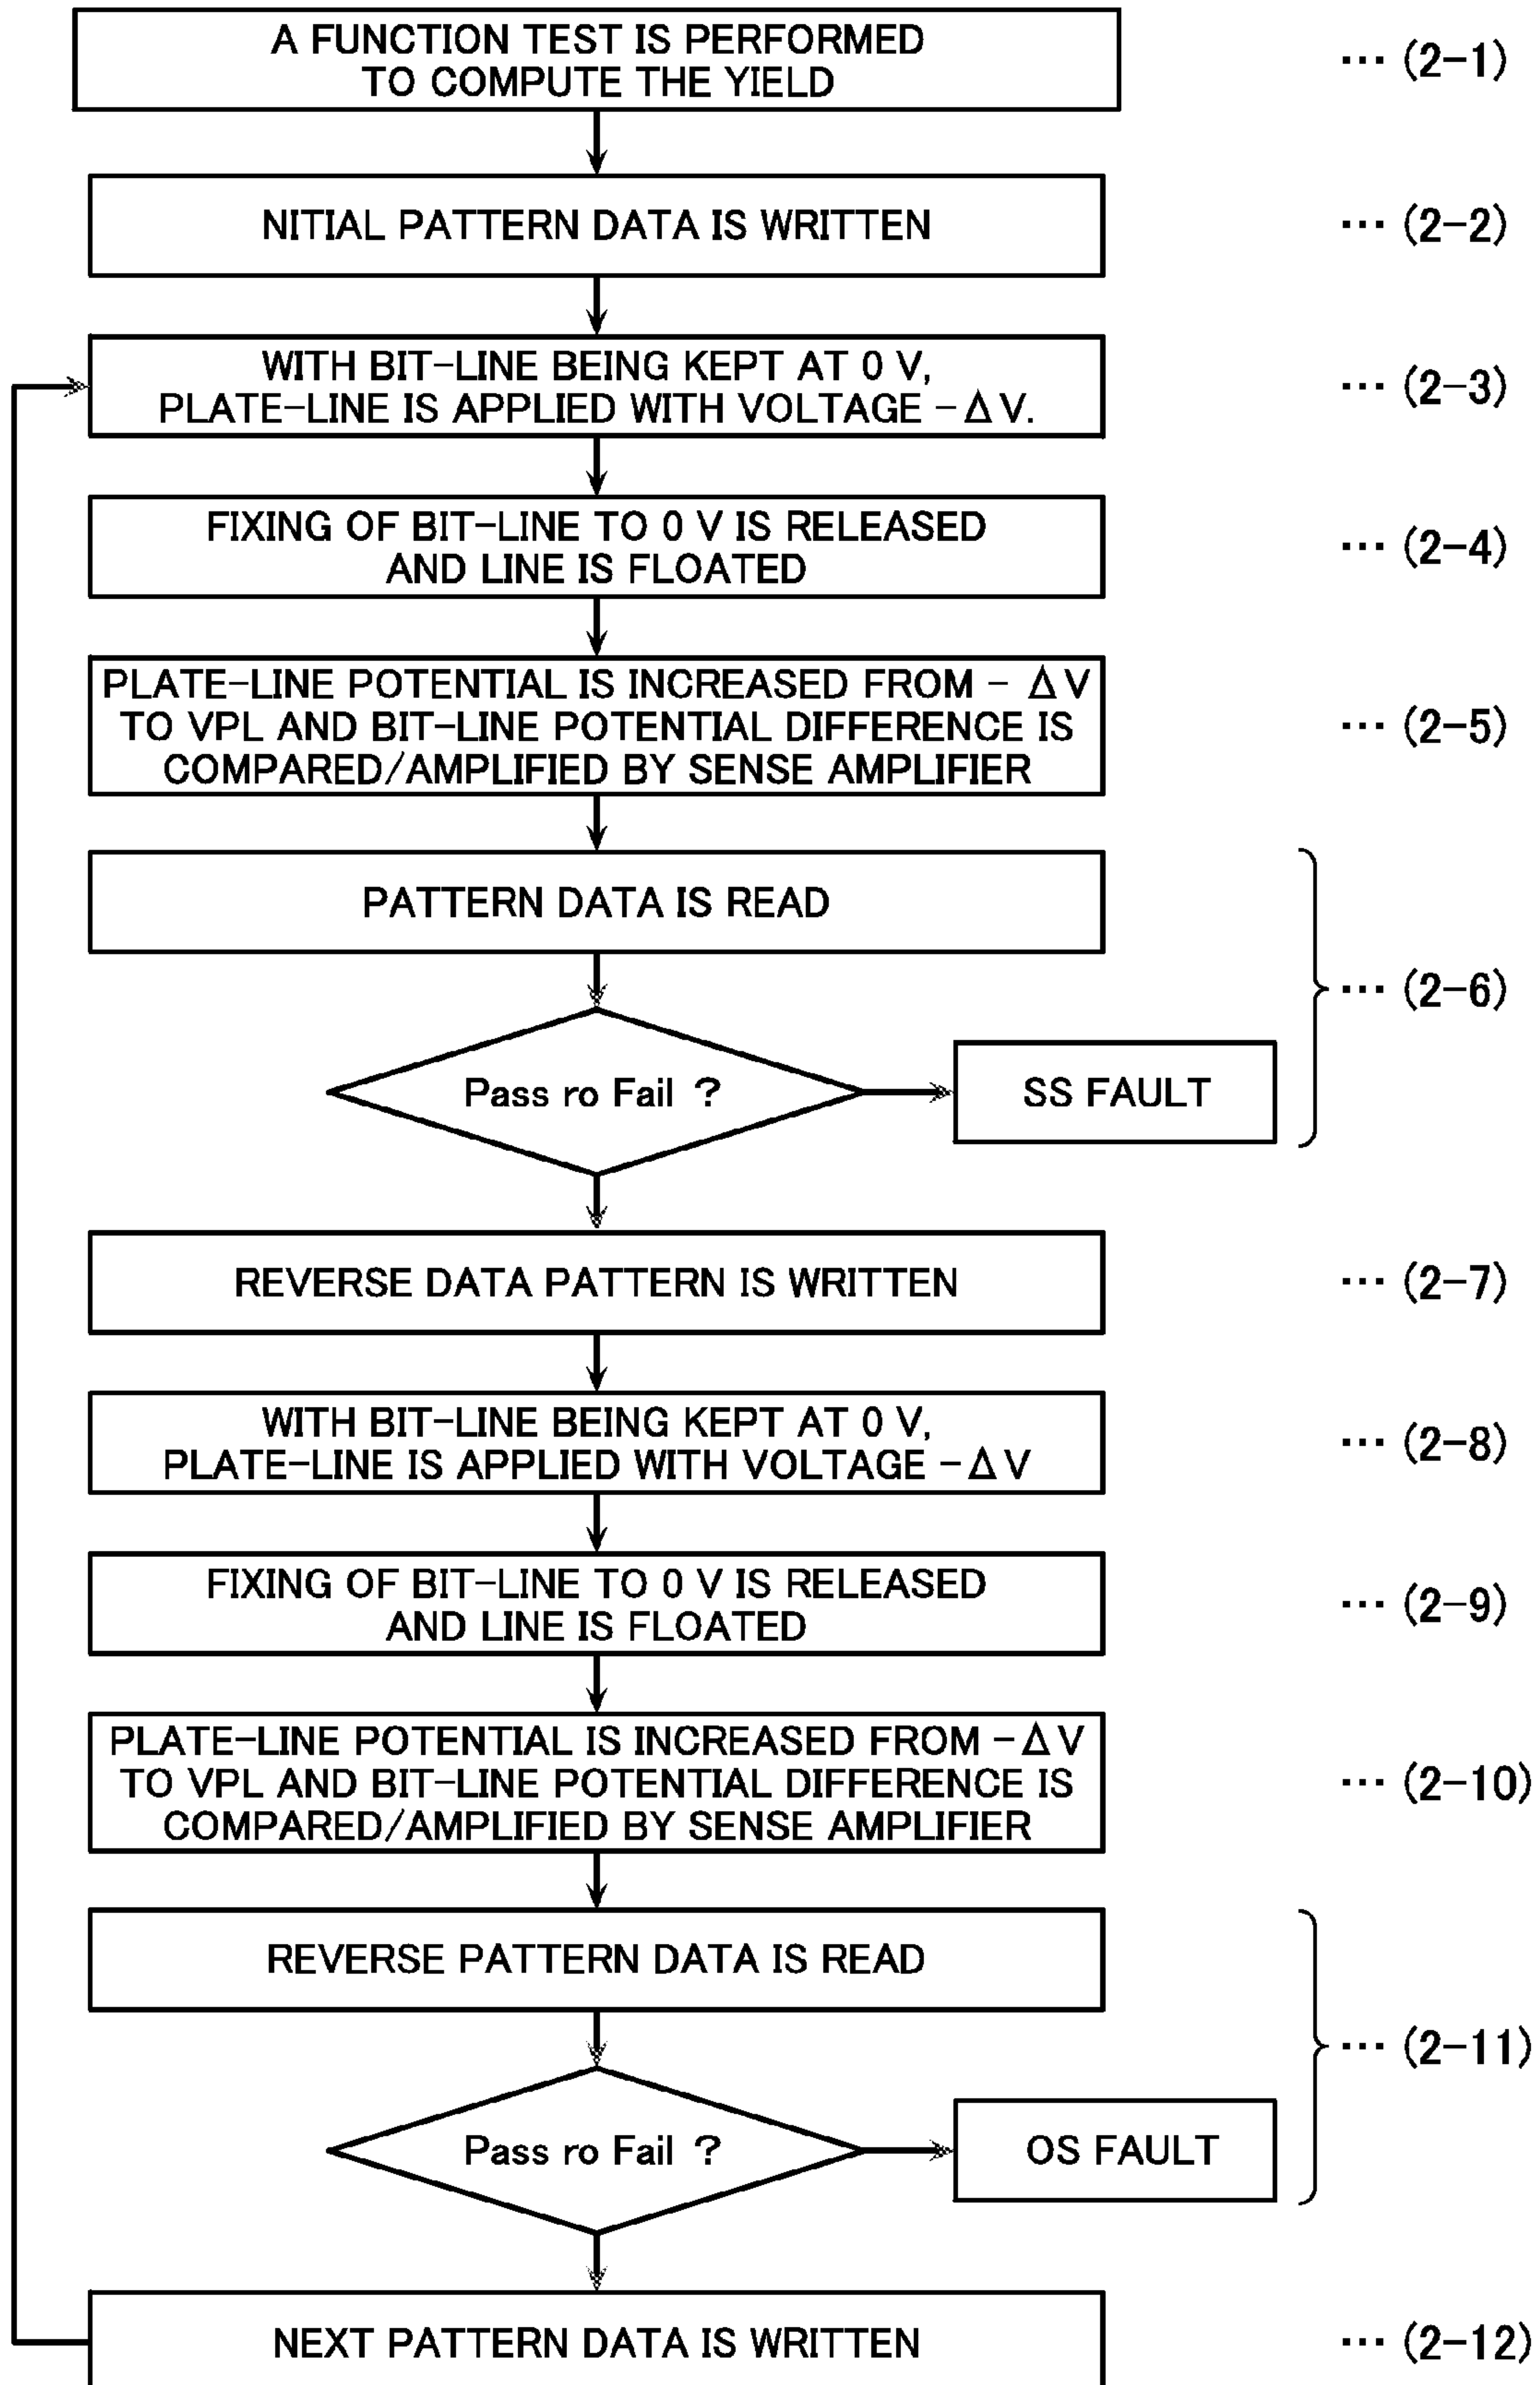 A FUNCTION TEST IS PERFORMED
TO COMPUTE THE YIELD
··· (2-1)
NITIAL PATTERN DATA IS WRITTEN
··· (2-2)
WITH BIT-LINE BEING KEPT AT 0 V,
PLATE-LINE IS APPLIED WITH VOLTAGE -ΔV.
··· (2-3)
FIXING OF BIT-LINE TO 0 V IS RELEASED
AND LINE IS FLOATED
··· (2-4)
PLATE-LINE POTENTIAL IS INCREASED FROM - ΔV
TO VPL AND BIT-LINE POTENTIAL DIFFERENCE IS
COMPARED/AMPLIFIED BY SENSE AMPLIFIER
··· (2-5)
PATTERN DATA IS READ
··· (2-6)
Pass ro Fail ?
SS FAULT
REVERSE DATA PATTERN IS WRITTEN
··· (2-7)
WITH BIT-LINE BEING KEPT AT 0 V,
PLATE-LINE IS APPLIED WITH VOLTAGE -ΔV
··· (2-8)
FIXING OF BIT-LINE TO 0 V IS RELEASED
AND LINE IS FLOATED
··· (2-9)
PLATE-LINE POTENTIAL IS INCREASED FROM -ΔV
TO VPL AND BIT-LINE POTENTIAL DIFFERENCE IS
COMPARED/AMPLIFIED BY SENSE AMPLIFIER
··· (2-10)
REVERSE PATTERN DATA IS READ
··· (2-11)
Pass ro Fail ?
OS FAULT
NEXT PATTERN DATA IS WRITTEN
··· (2-12)